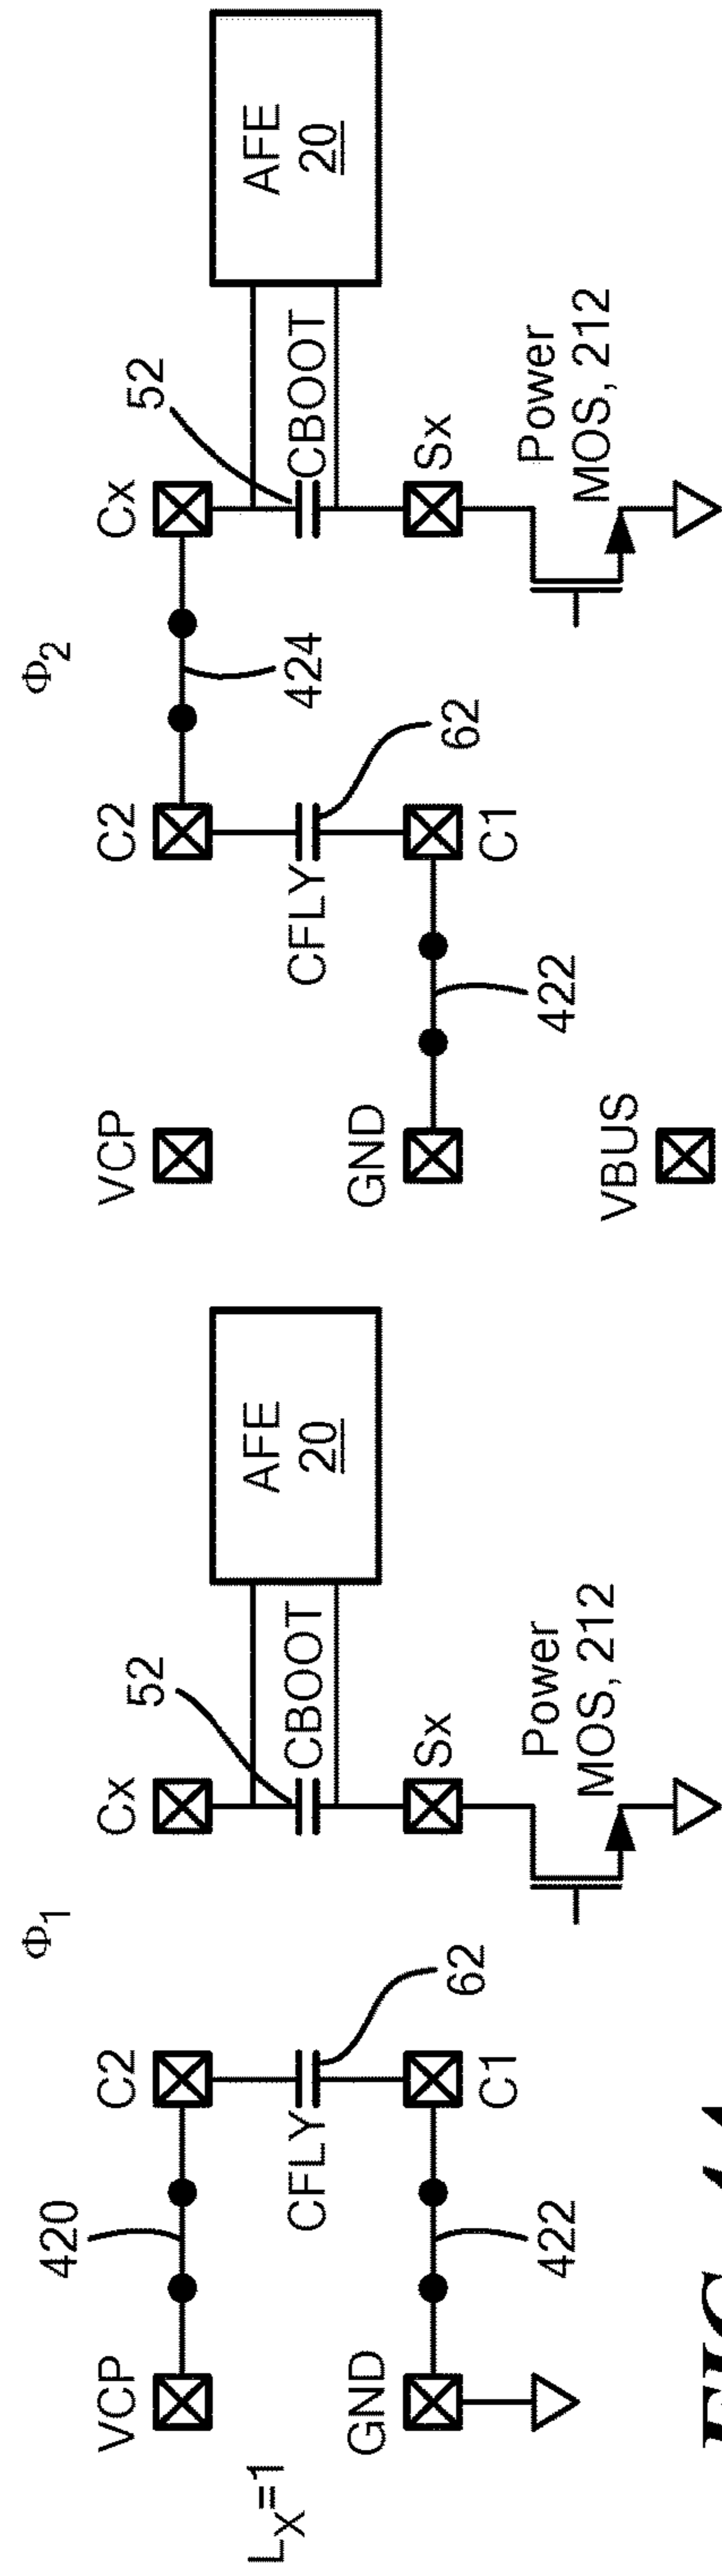 Φ1
Lx=1
VCP
420
C2
Cx
52
AFE
20
CFLY
62
CBOOT
GND
422
C1
Sx
Power
MOS, 212
Φ2
VCP
C2
424
Cx
52
AFE
20
CFLY
62
CBOOT
GND
422
C1
Sx
Power
MOS, 212
VBUS